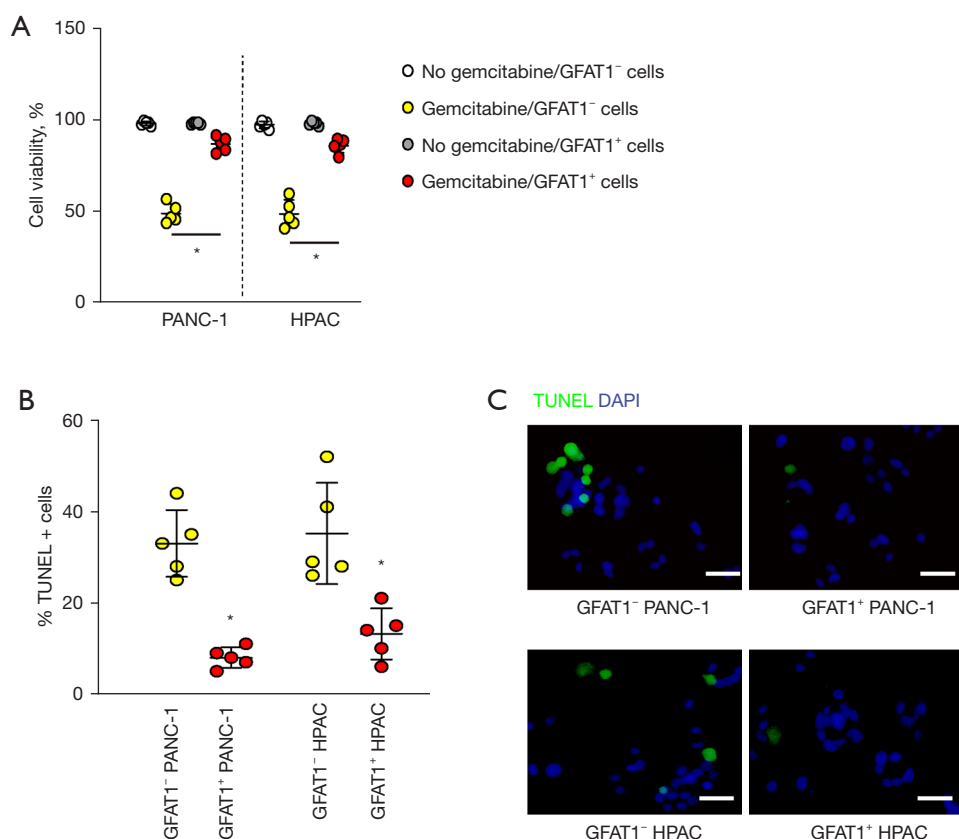 A
150
100
50
0
Cell viability, %
PANC-1
HPAC
*
*
No gemcitabine/GFAT1⁻ cells
Gemcitabine/GFAT1⁻ cells
No gemcitabine/GFAT1⁺ cells
Gemcitabine/GFAT1⁺ cells
B
60
40
20
0
% TUNEL + cells
*
*
GFAT1⁻ PANC-1
GFAT1⁺ PANC-1
GFAT1⁻ HPAC
GFAT1⁺ HPAC
C
TUNEL DAPI
GFAT1⁻ PANC-1
GFAT1⁺ PANC-1
GFAT1⁻ HPAC
GFAT1⁺ HPAC